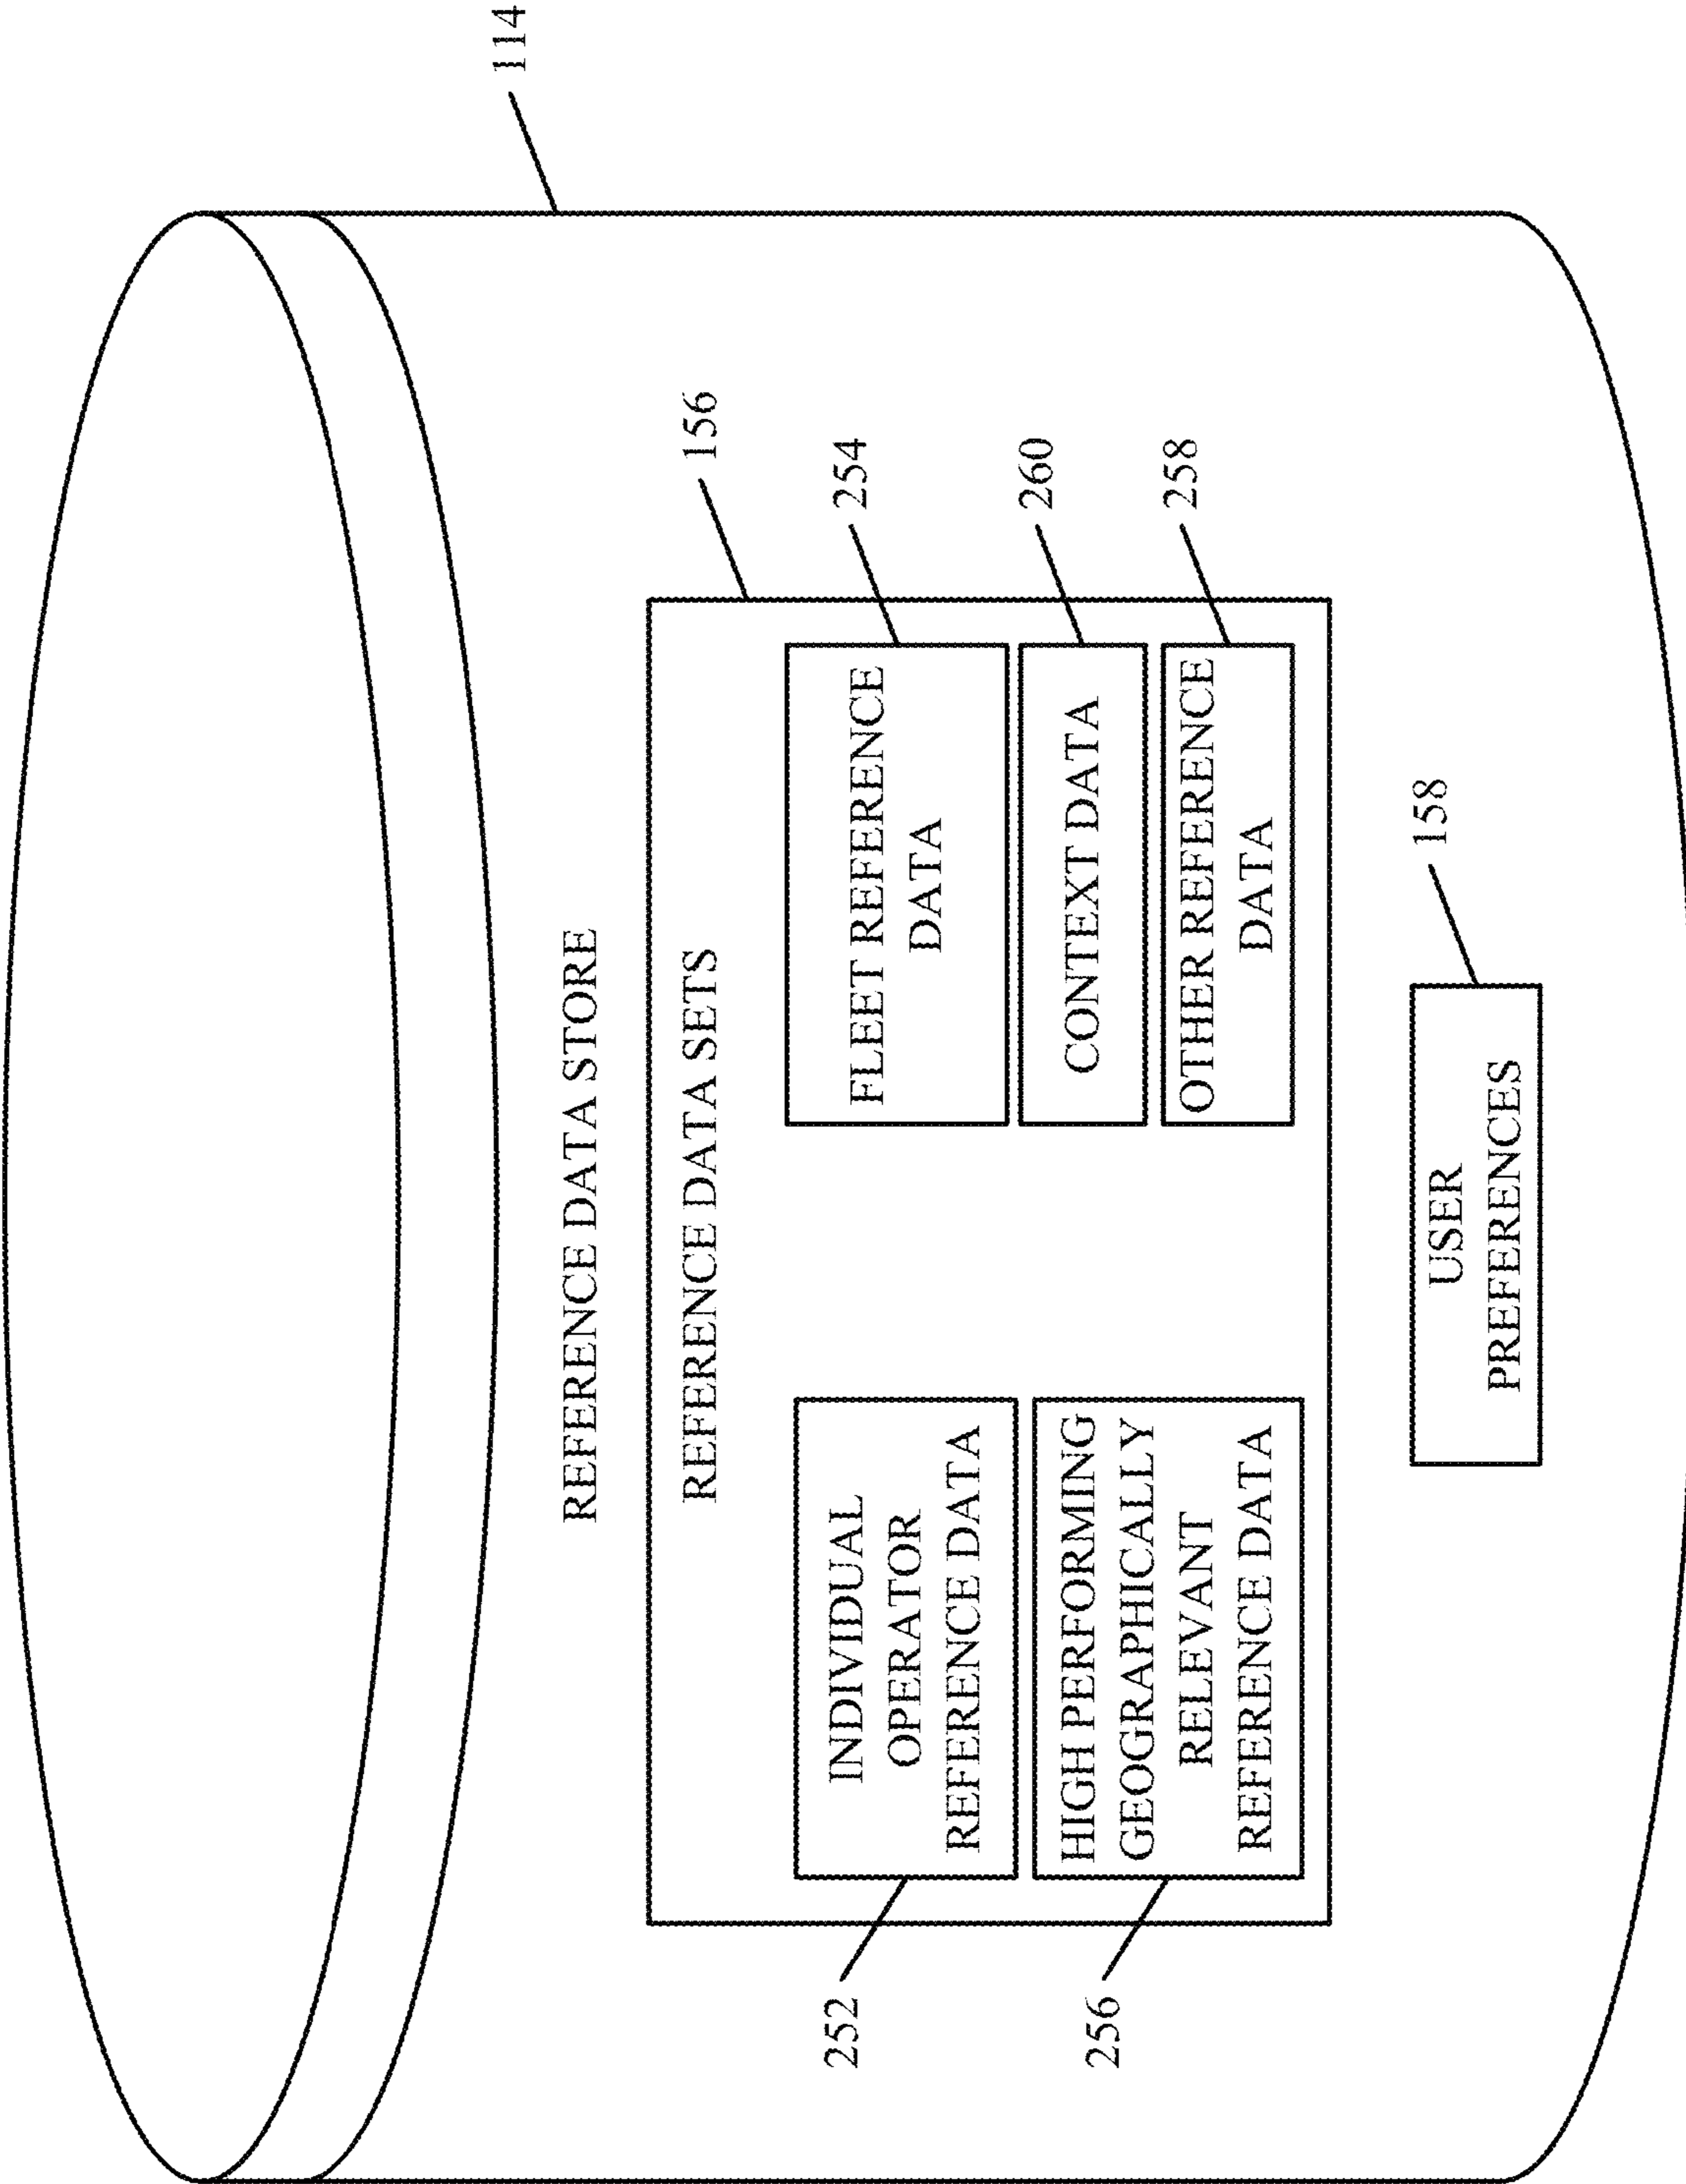 114
REFERENCE DATA STORE
156
REFERENCE DATA SETS
252
INDIVIDUAL
OPERATOR
REFERENCE DATA
FLEET REFERENCE
DATA
254
256
HIGH PERFORMING
GEOGRAPHICALLY
RELEVANT
REFERENCE DATA
CONTEXT DATA
260
OTHER REFERENCE
DATA
258
USER
PREFERENCES
158